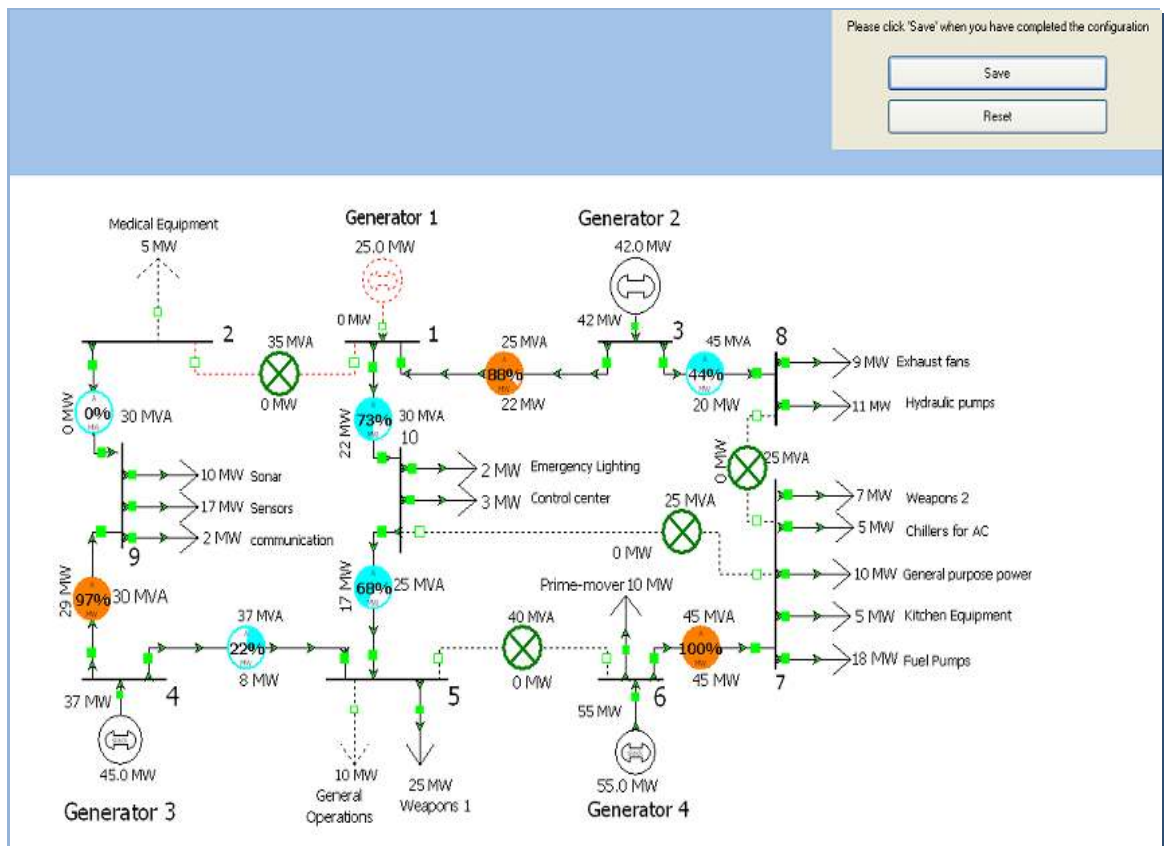 Please click 'Save' when you have completed the configuration
Save
Reset
Generator 1
Generator 2
Medical Equipment
5 MW
25.0 MW
42.0 MW
0 MW
42 MW
2
35 MVA
1
25 MVA
3
45 MVA
8
0 MW
88%
22 MW
44%
20 MW
9 MW Exhaust fans
11 MW Hydraulic pumps
0 MW
0%
30 MVA
22 MW
73%
30 MVA
10
0 MW
25 MVA
10 MW Sonar
17 MW Sensors
2 MW communication
9
2 MW Emergency Lighting
3 MW Control center
25 MVA
0 MW
7 MW Weapons 2
5 MW Chillers for AC
10 MW General purpose power
5 MW Kitchen Equipment
18 MW Fuel Pumps
7
29 MW
97%
30 MVA
17 MW
68%
25 MVA
Prime-mover 10 MW
37 MVA
22%
8 MW
40 MVA
0 MW
45 MVA
100%
45 MW
37 MW
4
5
55 MW
6
45.0 MW
10 MW
General
Operations
25 MW
Weapons 1
55.0 MW
Generator 3
Generator 4